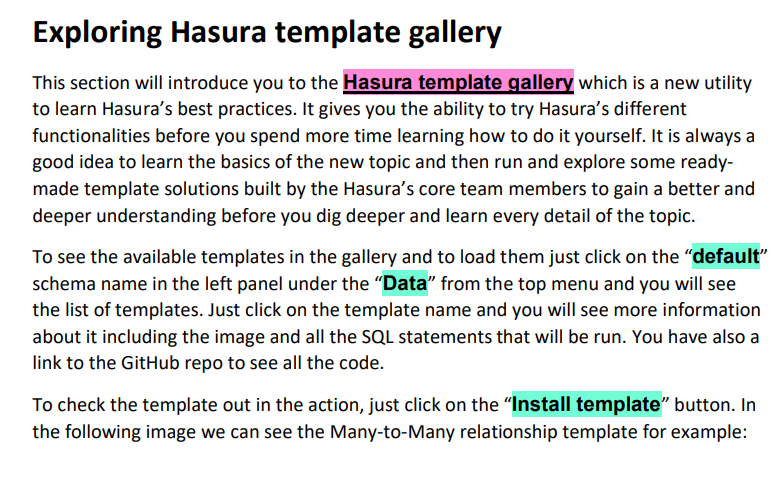 Exploring Hasura template gallery
This section will introduce you to the Hasura template gallery which is a new utility
to learn Hasura’s best practices. It gives you the ability to try Hasura’s different
functionalities before you spend more time learning how to do it yourself. It is always a
good idea to learn the basics of the new topic and then run and explore some ready-
made template solutions built by the Hasura’s core team members to gain a better and
deeper understanding before you dig deeper and learn every detail of the topic.
To see the available templates in the gallery and to load them just click on the “default”
schema name in the left panel under the “Data” from the top menu and you will see
the list of templates. Just click on the template name and you will see more information
about it including the image and all the SQL statements that will be run. You have also a
link to the GitHub repo to see all the code.
To check the template out in the action, just click on the “Install template” button. In
the following image we can see the Many-to-Many relationship template for example: